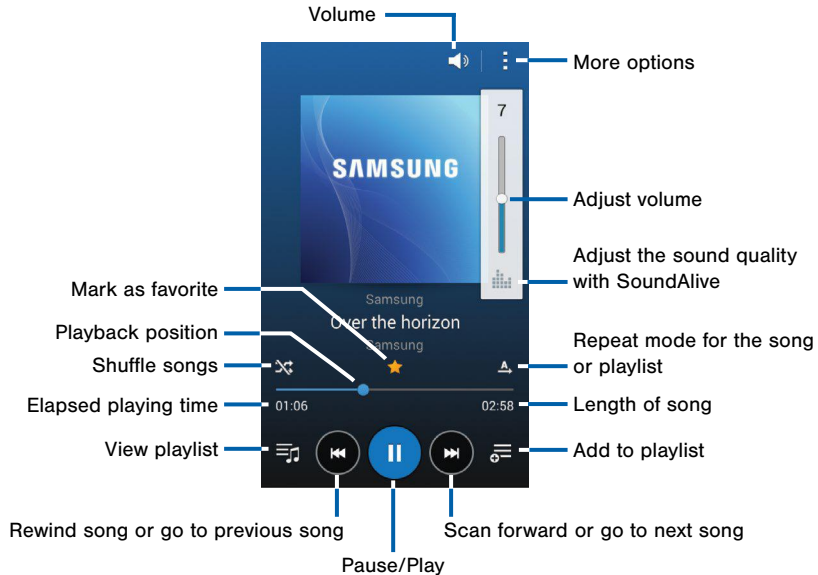 Volume
More options
7
SAMSUNG
Adjust volume
Adjust the sound quality
with SoundAlive
Mark as favorite
Samsung
Over the horizon
Samsung
Playback position
Shuffle songs
Repeat mode for the song
or playlist
A
Elapsed playing time
01:06
02:58
Length of song
View playlist
Add to playlist
Rewind song or go to previous song
Scan forward or go to next song
Pause/Play